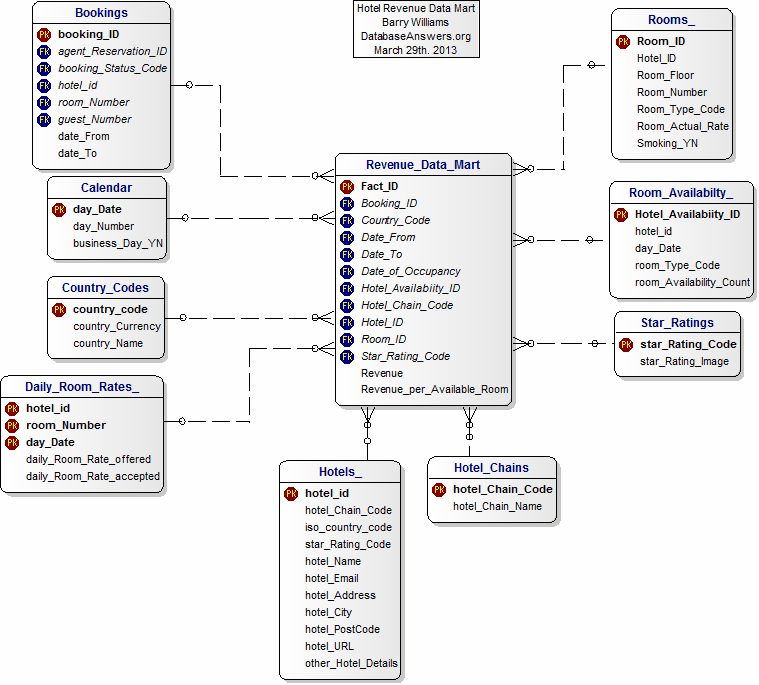 Hotel Revenue Data Mart
Barry Williams
DatabaseAnswers.org
March 29th. 2013
Bookings
PK booking_ID
FK agent_Reservation_ID
FK booking_Status_Code
FK hotel_id
FK room_Number
FK guest_Number
date_From
date_To
Calendar
PK day_Date
day_Number
business_Day_YN
Country_Codes
PK country_code
country_Currency
country_Name
Daily_Room_Rates_
PK hotel_id
PK room_Number
PK day_Date
daily_Room_Rate_offered
daily_Room_Rate_accepted
Revenue_Data_Mart
PK Fact_ID
FK Booking_ID
FK Country_Code
FK Date_From
FK Date_To
FK Date_of_Occupancy
FK Hotel_Availabiity_ID
FK Hotel_Chain_Code
FK Hotel_ID
FK Room_ID
FK Star_Rating_Code
Revenue
Revenue_per_Available_Room
Rooms_
PK Room_ID
Hotel_ID
Room_Floor
Room_Number
Room_Type_Code
Room_Actual_Rate
Smoking_YN
Room_Availabilty_
PK Hotel_Availabiity_ID
hotel_id
day_Date
room_Type_Code
room_Availability_Count
Star_Ratings
PK star_Rating_Code
star_Rating_Image
Hotels_
PK hotel_id
hotel_Chain_Code
iso_country_code
star_Rating_Code
hotel_Name
hotel_Email
hotel_Address
hotel_City
hotel_PostCode
hotel_URL
other_Hotel_Details
Hotel_Chains
PK hotel_Chain_Code
hotel_Chain_Name